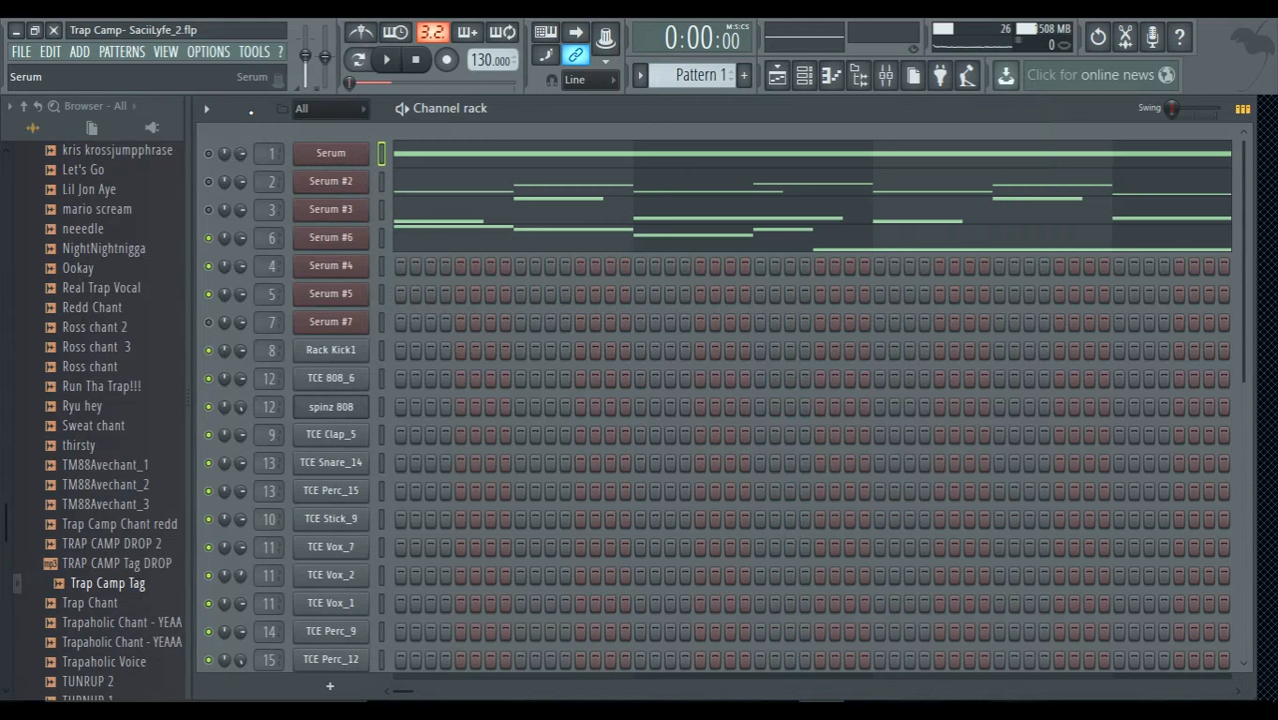 Trap Camp- SaciiLyfe_2.flp
FILE EDIT ADD PATTERNS VIEW OPTIONS TOOLS ?
Serum Serum
3.2.
130.000
0:00:00
M:S:CS
Line
Pattern 1
26
508 MB
0
Click for online news
Browser - All
All
Channel rack
Swing
kris krossjumpphrase
Let's Go
Lil Jon Aye
mario scream
neeedle
NightNightnigga
Ookay
Real Trap Vocal
Redd Chant
Ross chant 2
Ross chant 3
Ross chant
Run Tha Trap!!!
Ryu hey
Sweat chant
thirsty
TM88Avechant_1
TM88Avechant_2
TM88Avechant_3
Trap Camp Chant redd
TRAP CAMP DROP 2
mp3 TRAP CAMP Tag DROP
Trap Camp Tag
Trap Chant
Trapaholic Chant - YEAA
Trapaholic Chant - YEAAA
Trapaholic Voice
TUNRUP 2
1 Serum
2 Serum #2
3 Serum #3
6 Serum #6
4 Serum #4
5 Serum #5
7 Serum #7
8 Rack Kick1
12 TCE 808_6
12 spinz 808
9 TCE Clap_5
13 TCE Snare_14
13 TCE Perc_15
10 TCE Stick_9
11 TCE Vox_7
11 TCE Vox_2
11 TCE Vox_1
14 TCE Perc_9
15 TCE Perc_12
+